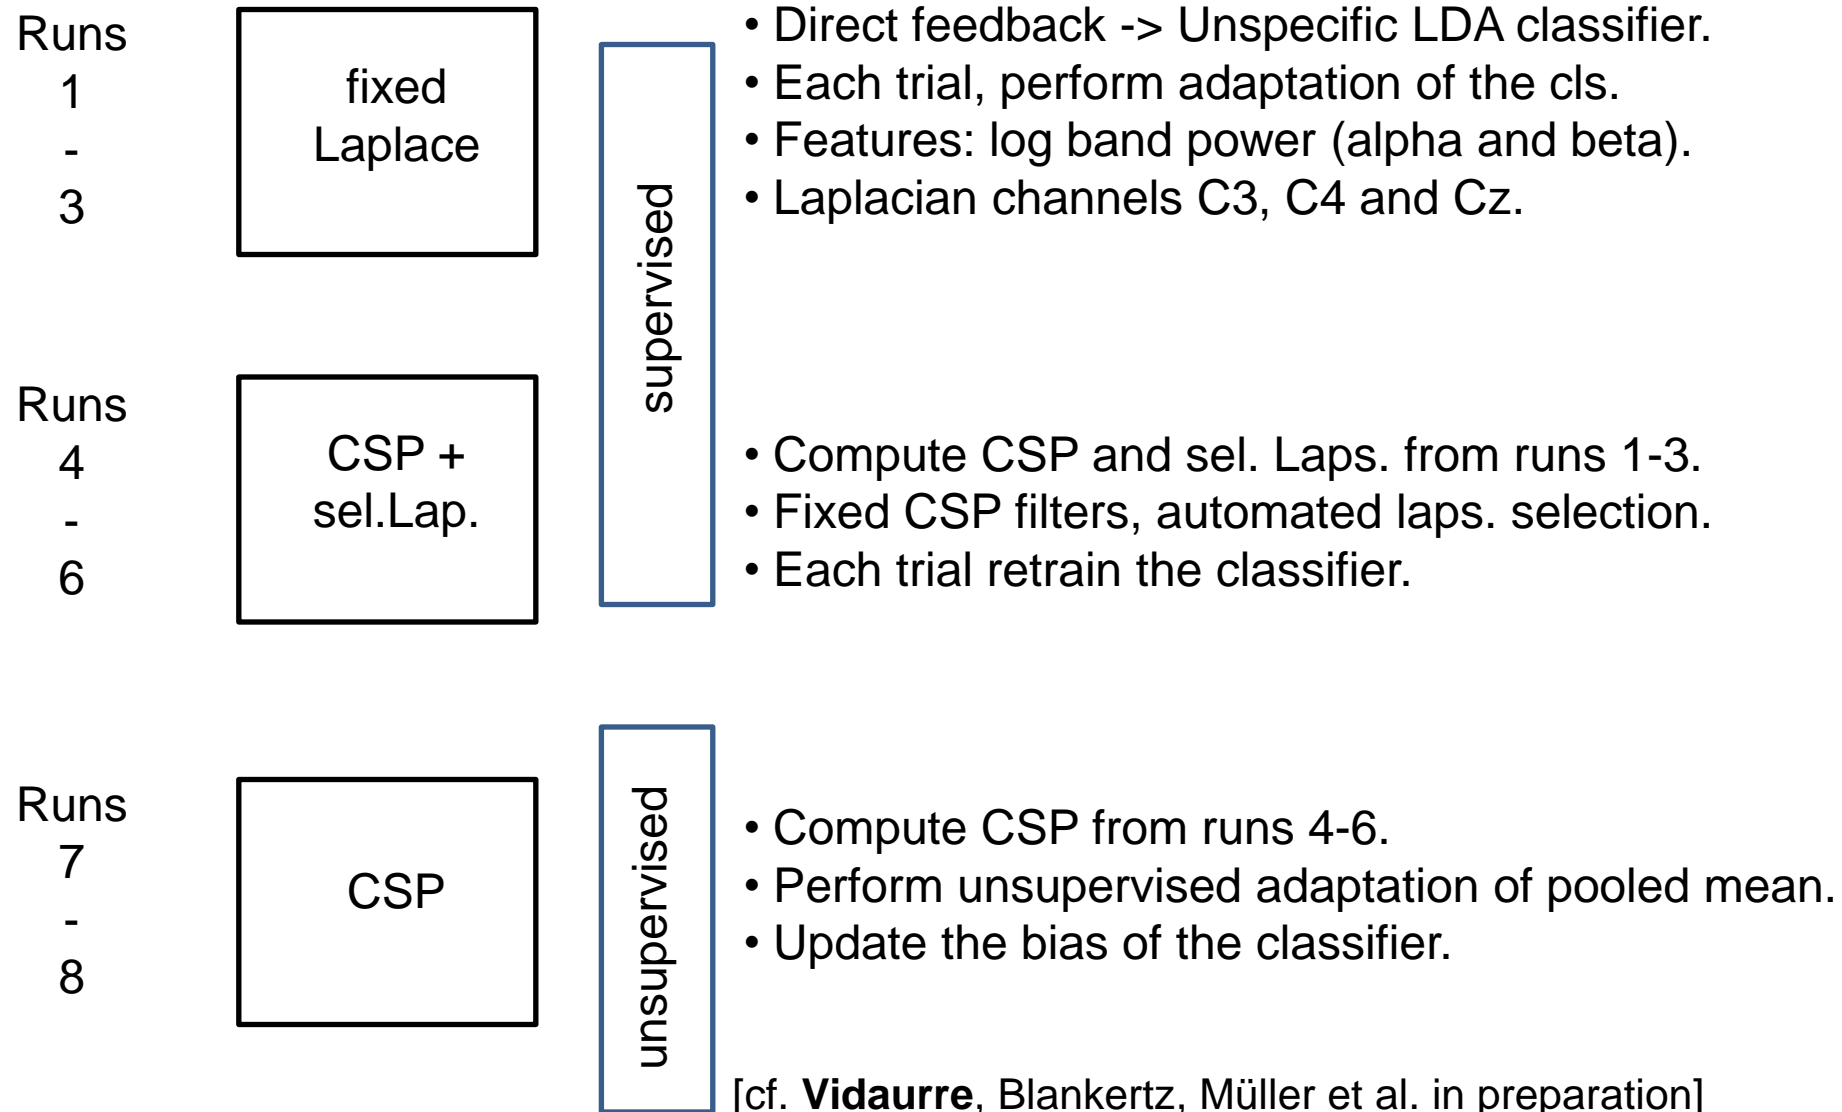 Runs
1
-
3
fixed
Laplace
supervised
• Direct feedback -> Unspecific LDA classifier.
• Each trial, perform adaptation of the cls.
• Features: log band power (alpha and beta).
• Laplacian channels C3, C4 and Cz.
Runs
4
-
6
CSP +
sel.Lap.
• Compute CSP and sel. Laps. from runs 1-3.
• Fixed CSP filters, automated laps. selection.
• Each trial retrain the classifier.
Runs
7
-
8
CSP
unsupervised
• Compute CSP from runs 4-6.
• Perform unsupervised adaptation of pooled mean.
• Update the bias of the classifier.
[cf. Vidaurre, Blankertz, Müller et al. in preparation]